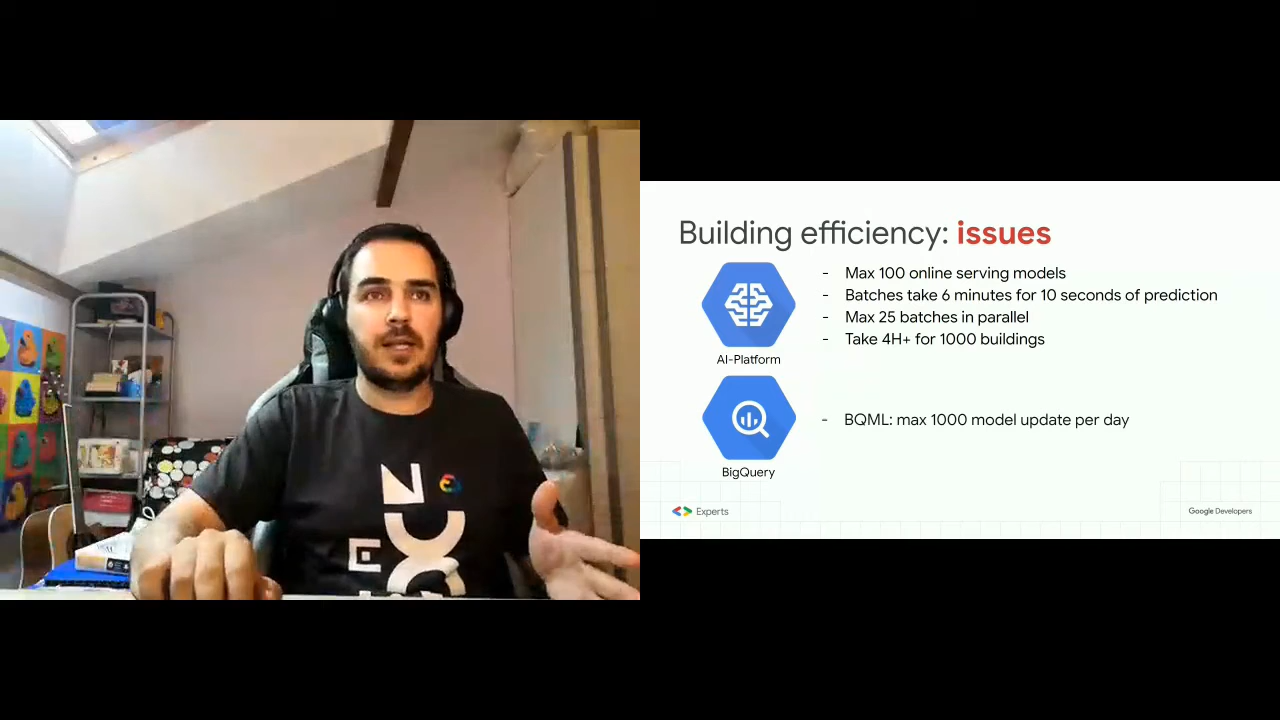 Building efficiency: issues
- Max 100 online serving models
- Batches take 6 minutes for 10 seconds of prediction
- Max 25 batches in parallel
- Take 4H+ for 1000 buildings
AI-Platform
- BQML: max 1000 model update per day
BigQuery
Experts
Google Developers